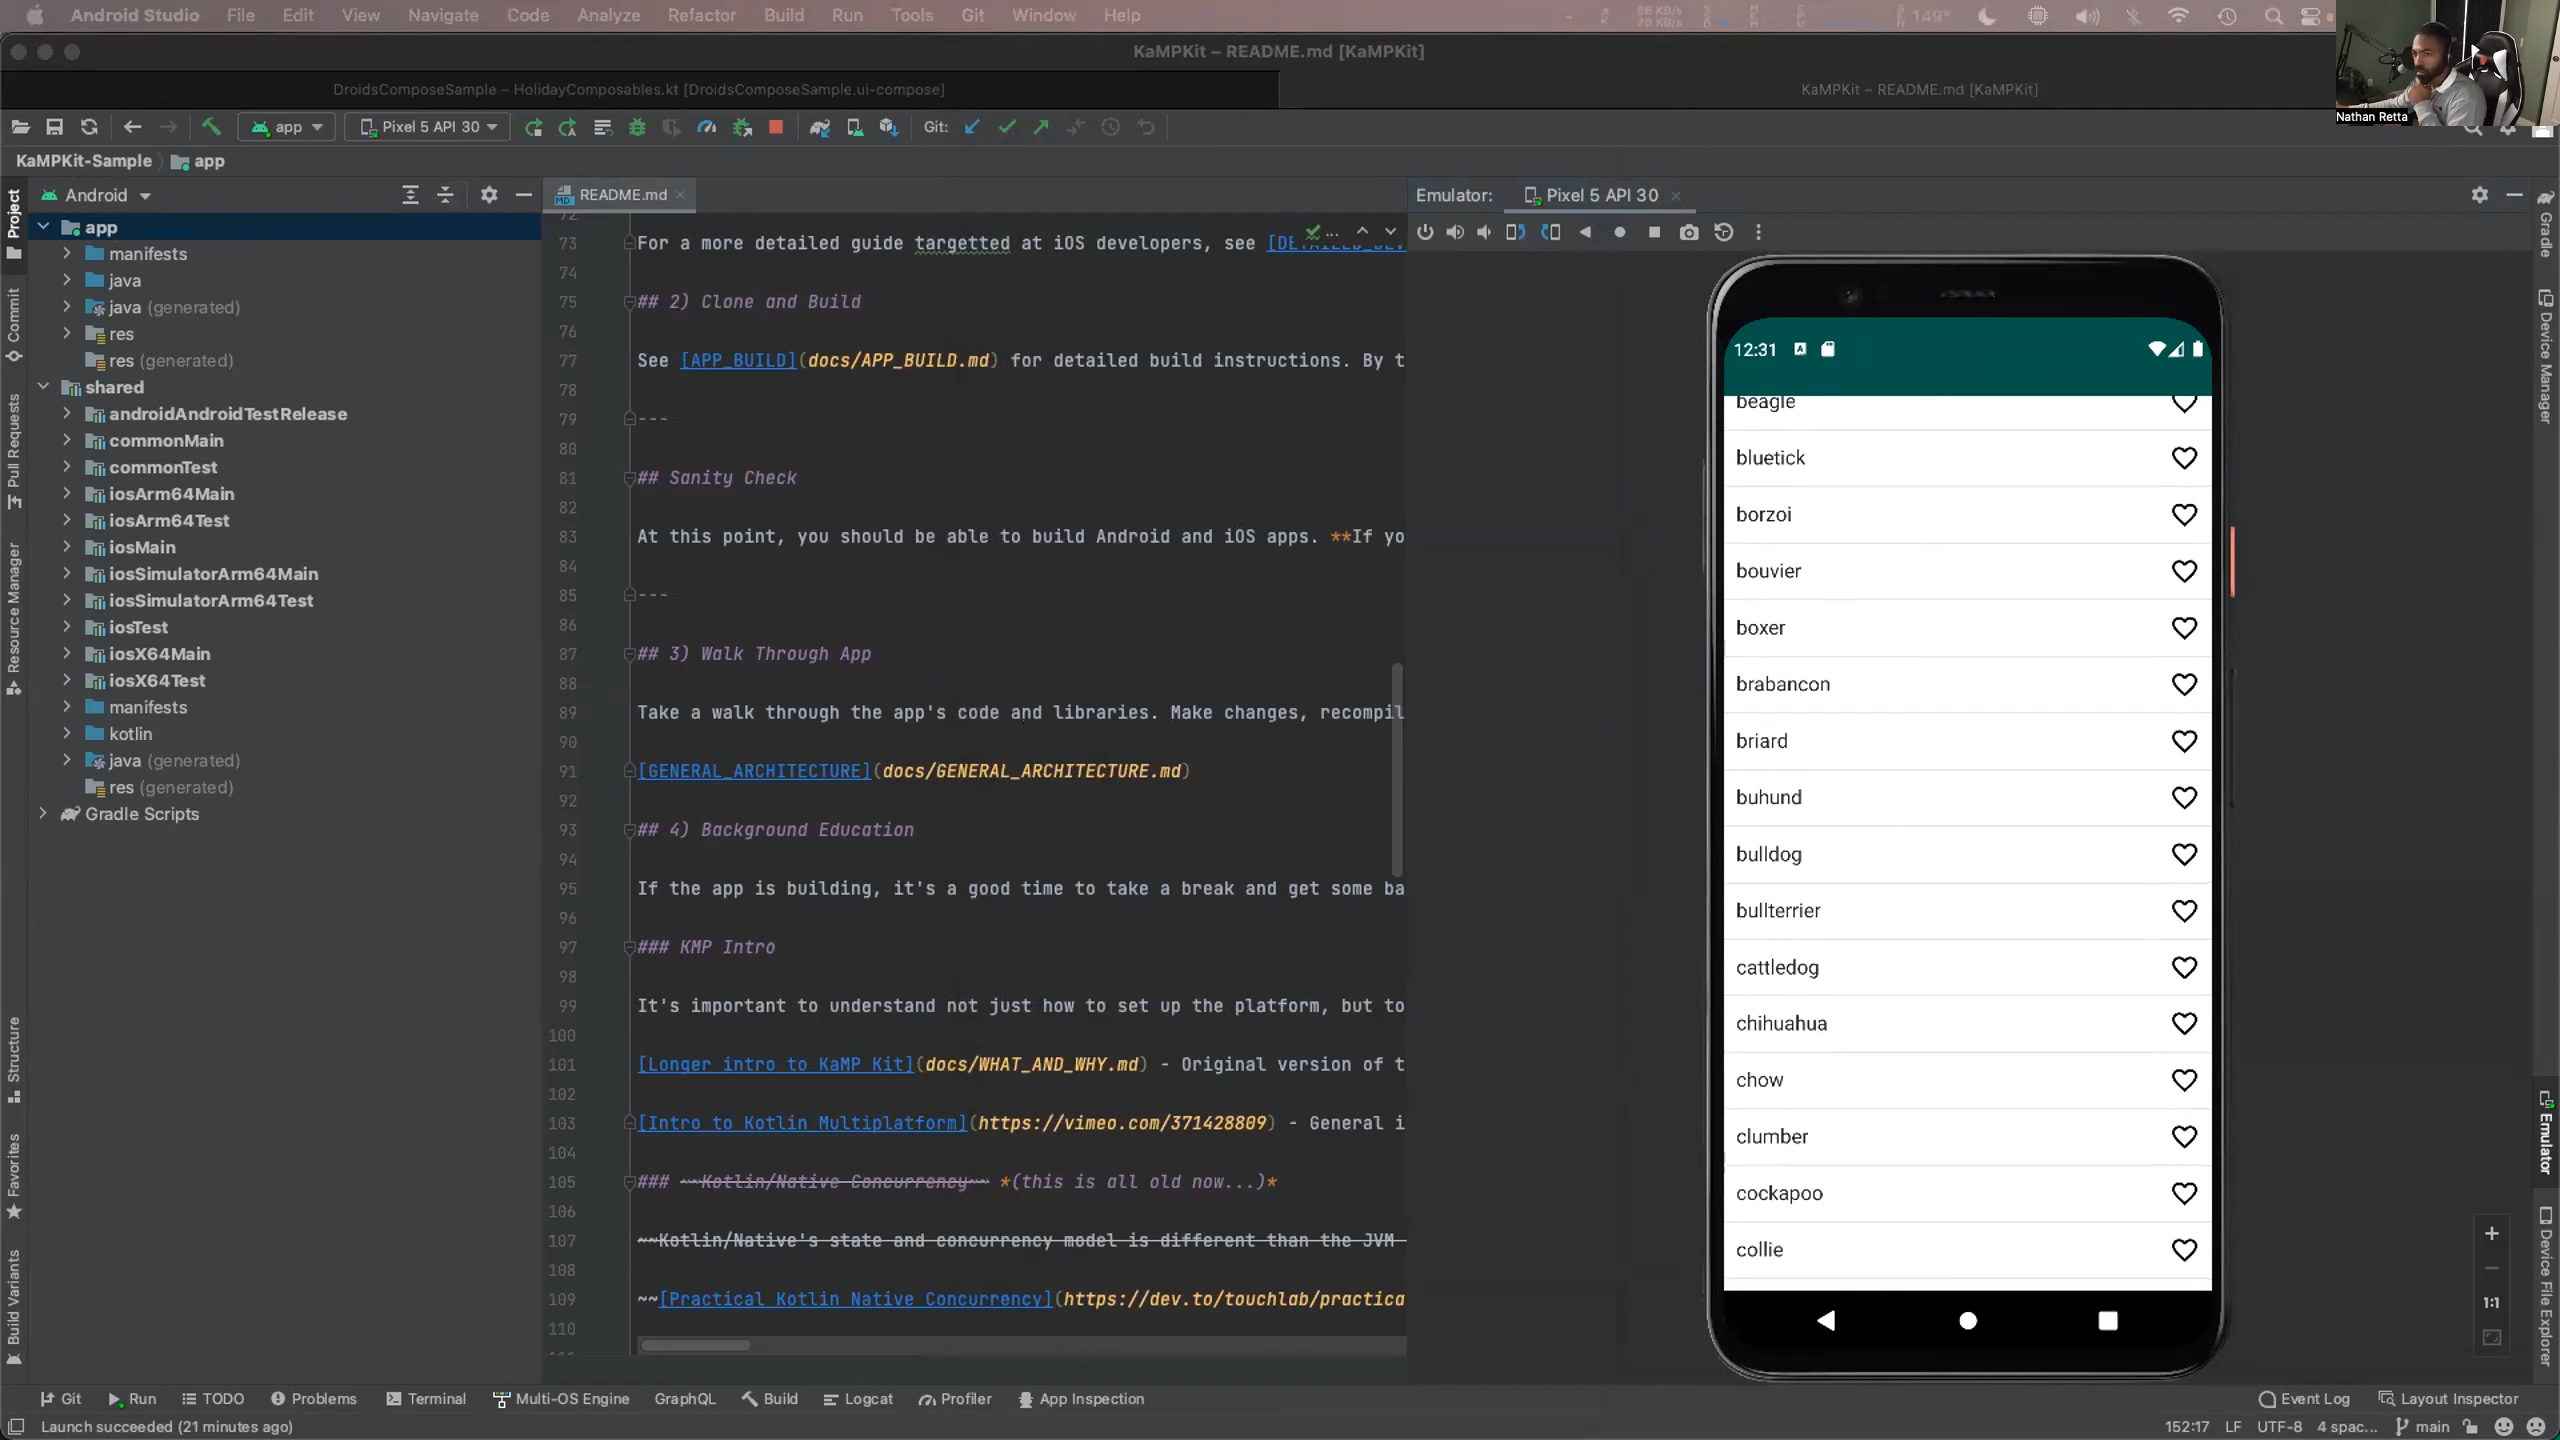 Android Studio File Edit View Navigate Code Analyze Refactor Build Run Tools Git Window Help 149°
KaMPKit – README.md [KaMPKit]
DroidsComposeSample – HolidayComposables.kt [DroidsComposeSample.ui-compose]
KaMPKit – README.md [KaMPKit]
Nathan Retta
app Pixel 5 API 30 Git:
KaMPKit-Sample app
Android
README.md
Emulator: Pixel 5 API 30
Project
Commit
Pull Requests
Resource Manager
Structure
Favorites
Build Variants
app
manifests
java
java (generated)
res
res (generated)
shared
androidAndroidTestRelease
commonMain
commonTest
iosArm64Main
iosArm64Test
iosMain
iosSimulatorArm64Main
iosSimulatorArm64Test
iosTest
iosX64Main
iosX64Test
manifests
kotlin
java (generated)
res (generated)
Gradle Scripts
72
73 For a more detailed guide targetted at iOS developers, see [DETAILED_DEV
74
75 ## 2) Clone and Build
76
77 See [APP_BUILD](docs/APP_BUILD.md) for detailed build instructions. By t
78
79 ---
80
81 ## Sanity Check
82
83 At this point, you should be able to build Android and iOS apps. **If yo
84
85 ---
86
87 ## 3) Walk Through App
88
89 Take a walk through the app's code and libraries. Make changes, recompil
90
91 [GENERAL_ARCHITECTURE](docs/GENERAL_ARCHITECTURE.md)
92
93 ## 4) Background Education
94
95 If the app is building, it's a good time to take a break and get some ba
96
97 ### KMP Intro
98
99 It's important to understand not just how to set up the platform, but to
100
101 [Longer intro to KaMP Kit](docs/WHAT_AND_WHY.md) - Original version of t
102
103 [Intro to Kotlin Multiplatform](https://vimeo.com/371428809) - General i
104
105 ### ~~Kotlin/Native Concurrency~~ *(this is all old now...)*
106
107 ~~Kotlin/Native's state and concurrency model is different than the JVM
108
109 ~~[Practical Kotlin Native Concurrency](https://dev.to/touchlab/practica
110
12:31
beagle
bluetick
borzoi
bouvier
boxer
brabancon
briard
buhund
bulldog
bullterrier
cattledog
chihuahua
chow
clumber
cockapoo
collie
Gradle
Device Manager
Emulator
Device File Explorer
1:1
Git Run TODO Problems Terminal Multi-OS Engine GraphQL Build Logcat Profiler App Inspection Event Log Layout Inspector
Launch succeeded (21 minutes ago) 152:17 LF UTF-8 4 spac... main